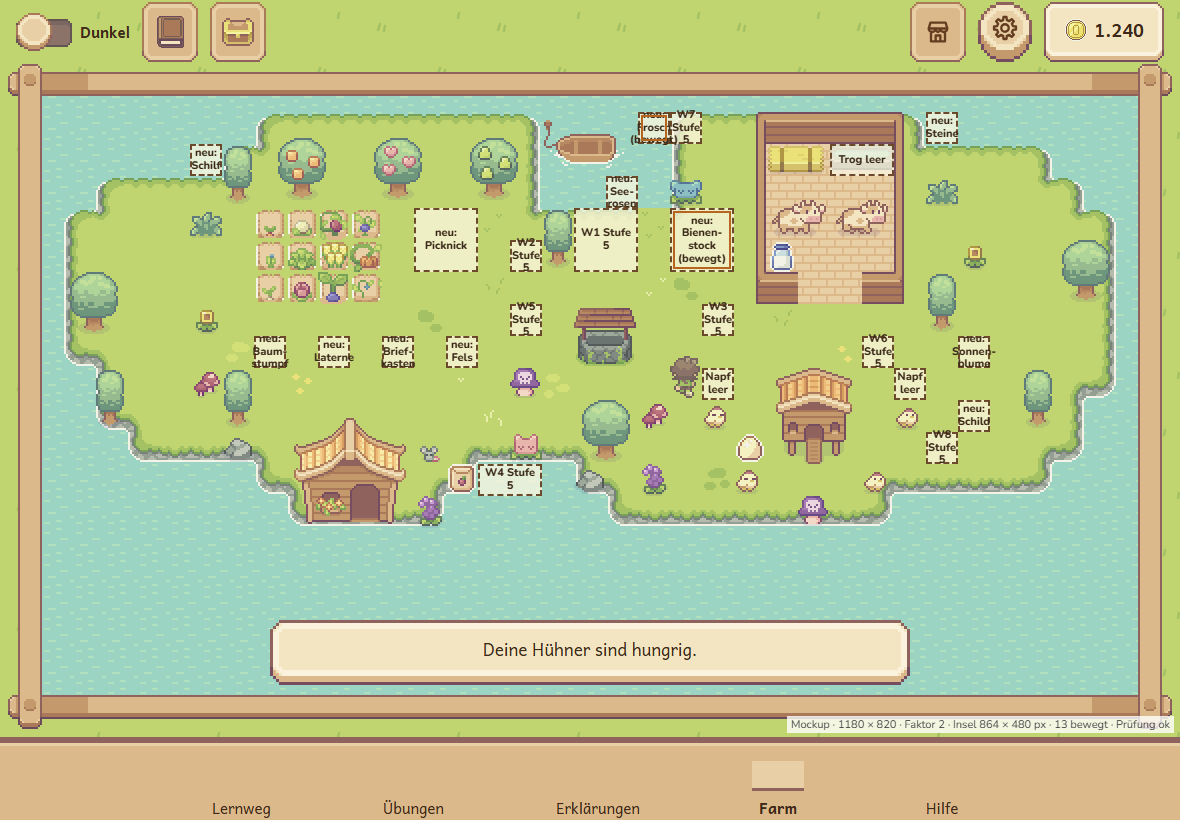 Dunkel
1.240
neu:
Schilf
neu:
Frosch
(bewegt)
W7
Stufe
5
neu:
Steine
Trog leer
neu:
See-
rosen
neu:
Picknick
W2
Stufe
5
W1 Stufe
5
neu:
Bienen-
stock
(bewegt)
W5
Stufe
5
W3
Stufe
5
neu:
Baum-
stumpf
neu:
Laterne
neu:
Brief-
kasten
neu:
Fels
W6
Stufe
5
neu:
Sonnen-
blume
Napf
leer
Napf
leer
neu:
Schild
W8
Stufe
5
W4 Stufe
5
Deine Hühner sind hungrig.
Mockup · 1180 × 820 · Faktor 2 · Insel 864 × 480 px · 13 bewegt · Prüfung ok
Lernweg
Übungen
Erklärungen
Farm
Hilfe